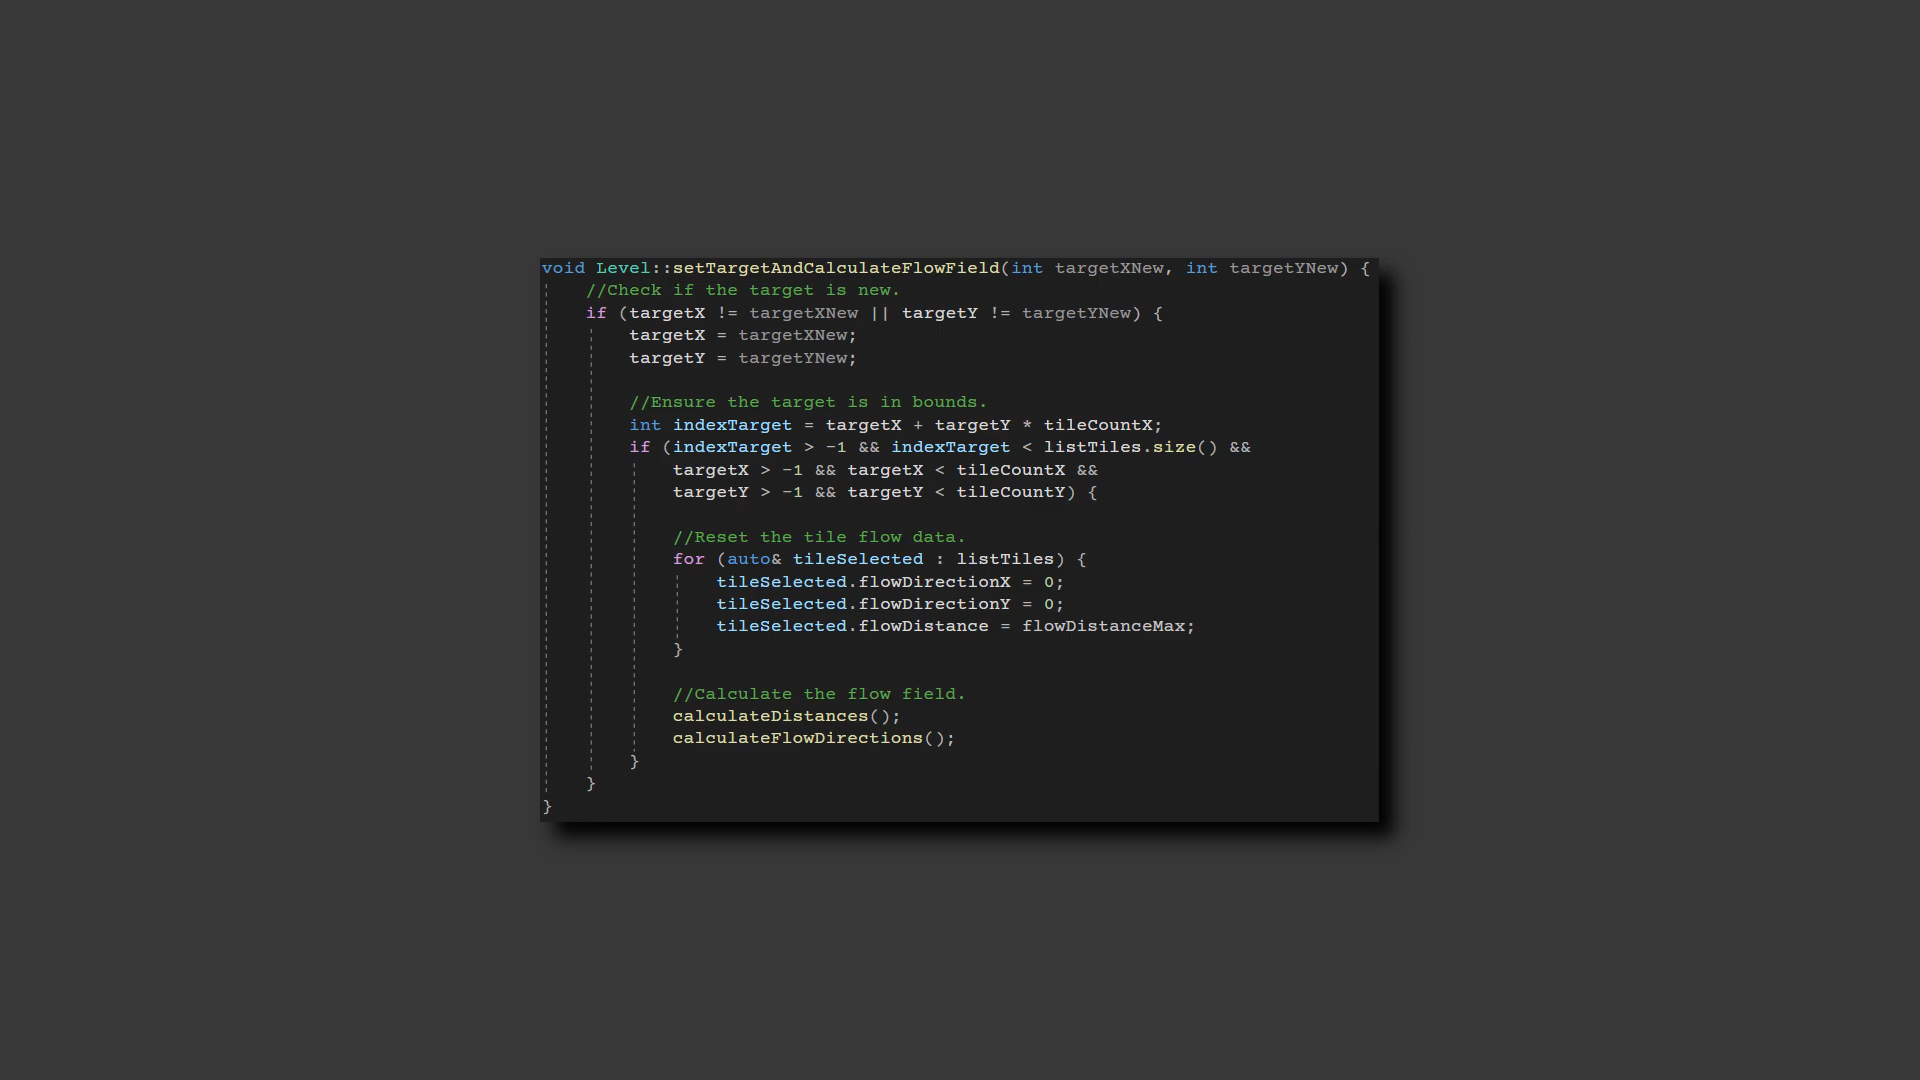 void Level::setTargetAndCalculateFlowField(int targetXNew, int targetYNew) {
//Check if the target is new.
if (targetX != targetXNew || targetY != targetYNew) {
targetX = targetXNew;
targetY = targetYNew;
//Ensure the target is in bounds.
int indexTarget = targetX + targetY * tileCountX;
if (indexTarget > -1 && indexTarget < listTiles.size() &&
targetX > -1 && targetX < tileCountX &&
targetY > -1 && targetY < tileCountY) {
//Reset the tile flow data.
for (auto& tileSelected : listTiles) {
tileSelected.flowDirectionX = 0;
tileSelected.flowDirectionY = 0;
tileSelected.flowDistance = flowDistanceMax;
}
//Calculate the flow field.
calculateDistances();
calculateFlowDirections();
}
}
}